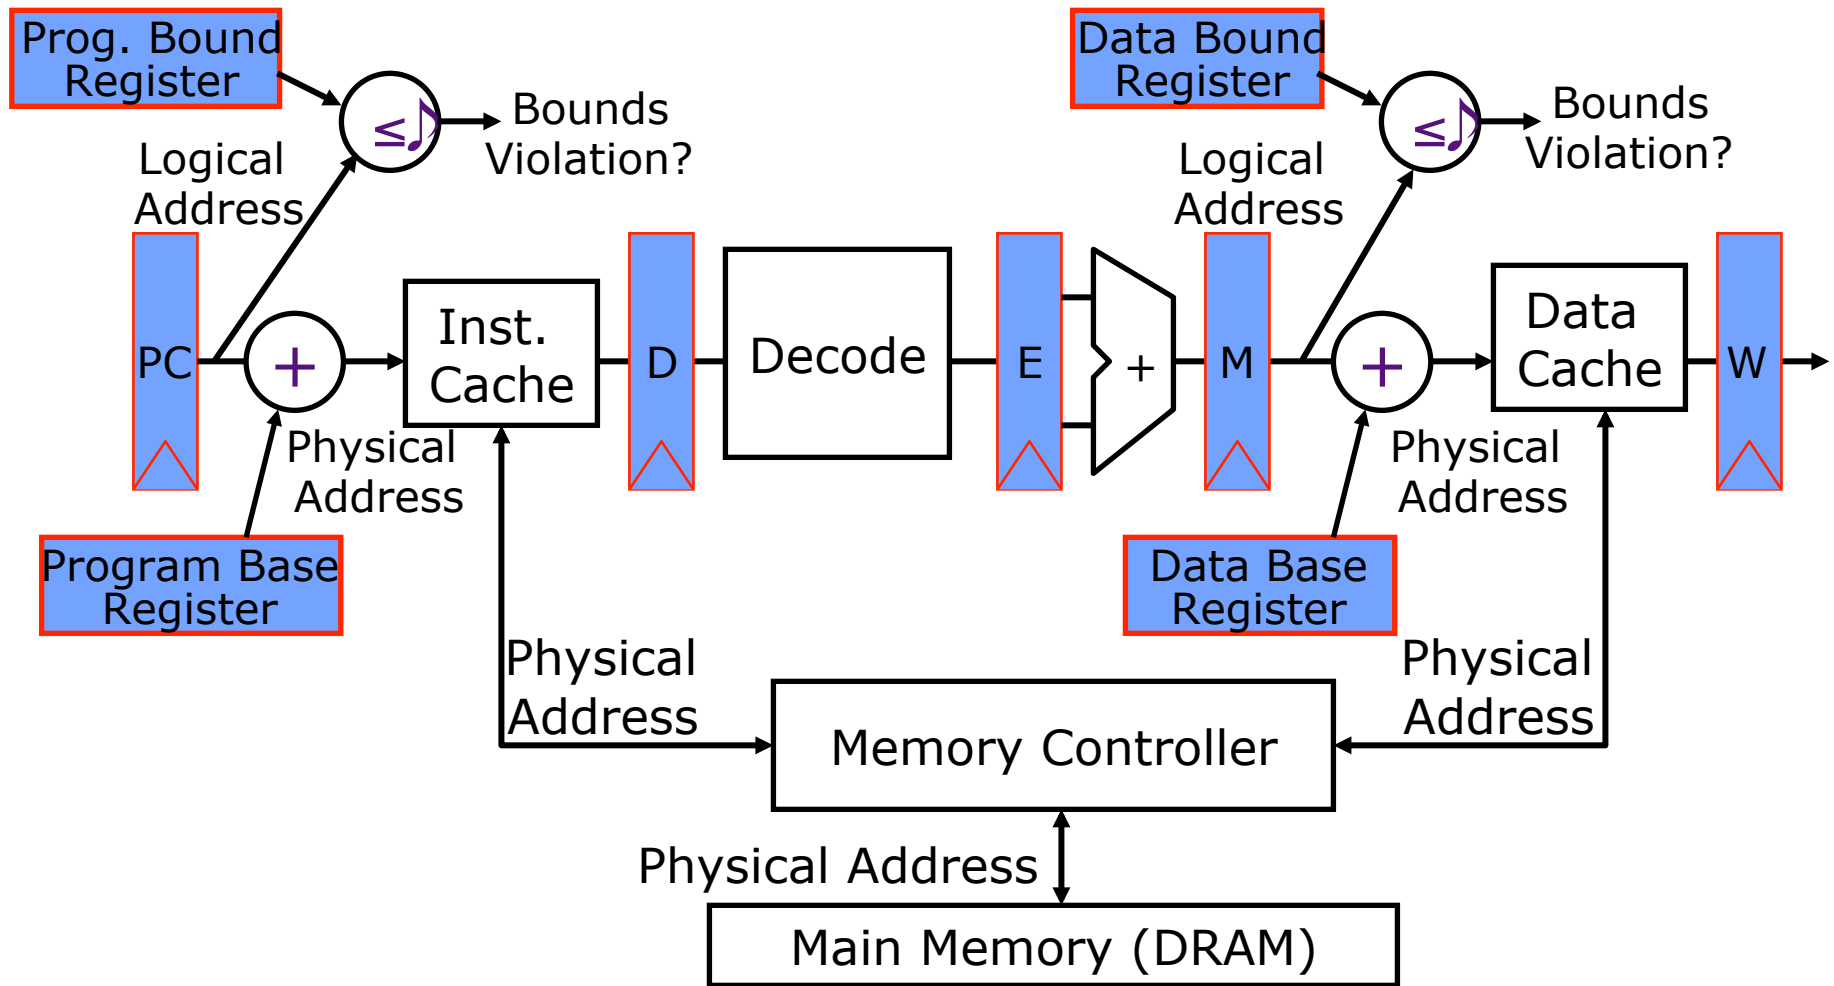 Prog. Bound
Register
Data Bound
Register
≤♪
Bounds
Violation?
≤♪
Bounds
Violation?
Logical
Address
Logical
Address
PC
+
Inst.
Cache
D
Decode
E
+
M
+
Data
Cache
W
Physical
Address
Physical
Address
Program Base
Register
Data Base
Register
Physical
Address
Physical
Address
Memory Controller
Physical Address
Main Memory (DRAM)